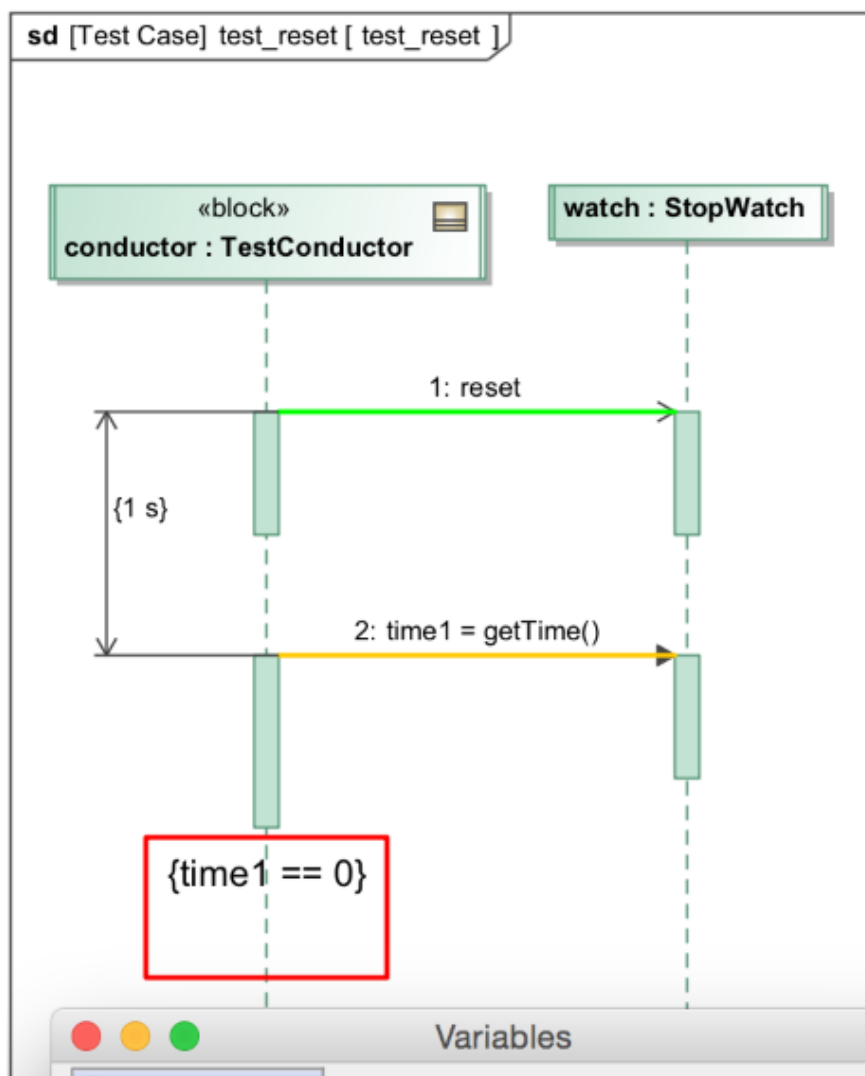 sd [Test Case] test_reset [ test_reset ]
«block»
conductor : TestConductor
watch : StopWatch
1: reset
{1 s}
2: time1 = getTime()
{time1 == 0}
Variables